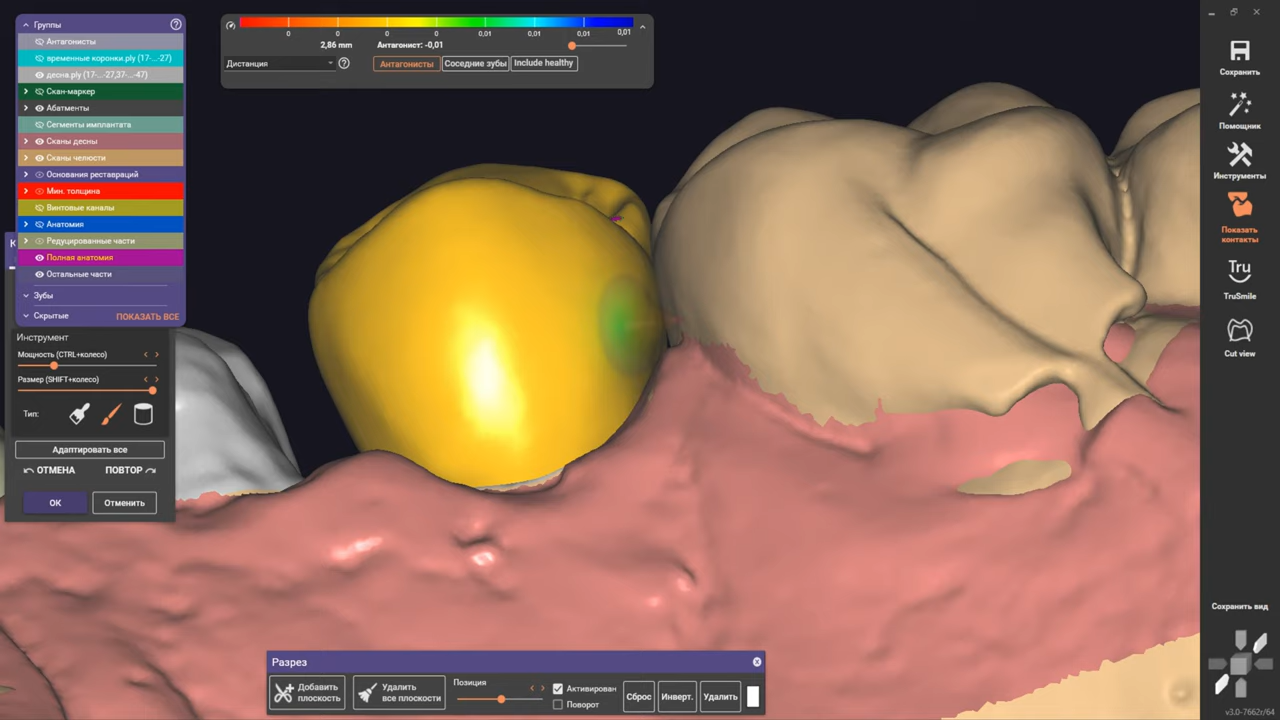 Группы
Антагонисты
временные коронки.ply (17-...-27)
десна.ply (17-...-27,37-...-47)
Скан-маркер
Абатменты
Сегменты имплантата
Сканы десны
Сканы челюсти
Основания реставраций
Мин. толщина
Винтовые каналы
Анатомия
Редуцированные части
Полная анатомия
Остальные части
Зубы
Скрытые ПОКАЗАТЬ ВСЕ
Инструмент
Мощность (CTRL+колесо)
Размер (SHIFT+колесо)
Тип:
Адаптировать все
ОТМЕНА ПОВТОР
ОК Отменить
0 0 0 0 0,01 0,01 0,01 0,01
2,86 mm Антагонист: -0,01
Дистанция Антагонисты Соседние зубы Include healthy
Разрез
Добавить плоскость
Удалить все плоскости
Позиция
Активирован
Поворот
Сброс Инверт. Удалить
Сохранить
Помощник
Инструменты
Показать
контакты
Tru
TruSmile
Cut view
Сохранить вид
v3.0-7662r/64